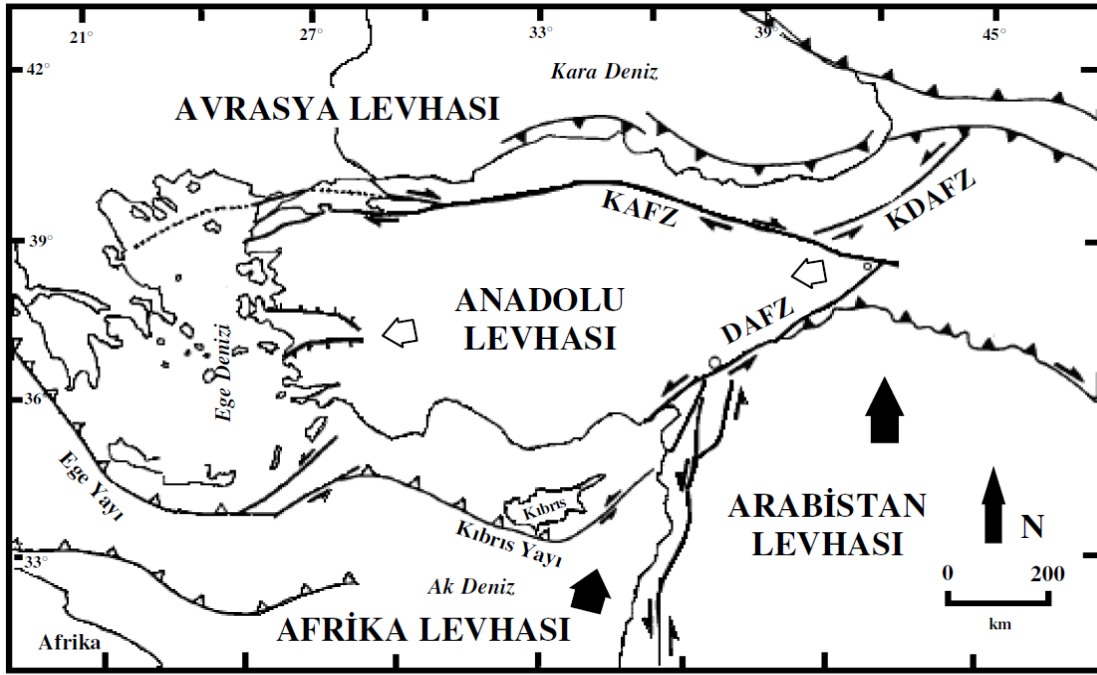 21°
27°
33°
39°
45°
42°
Kara Deniz
AVRASYA LEVHASI
KAFZ
KDAFZ
39°
ANADOLU
LEVHASI
DAFZ
Ege Denizi
36°
Ege Yayı
Kıbrıs
Kıbrıs Yayı
ARABİSTAN
LEVHASI
N
33°
0
200
km
Ak Deniz
AFRİKA LEVHASI
Afrika